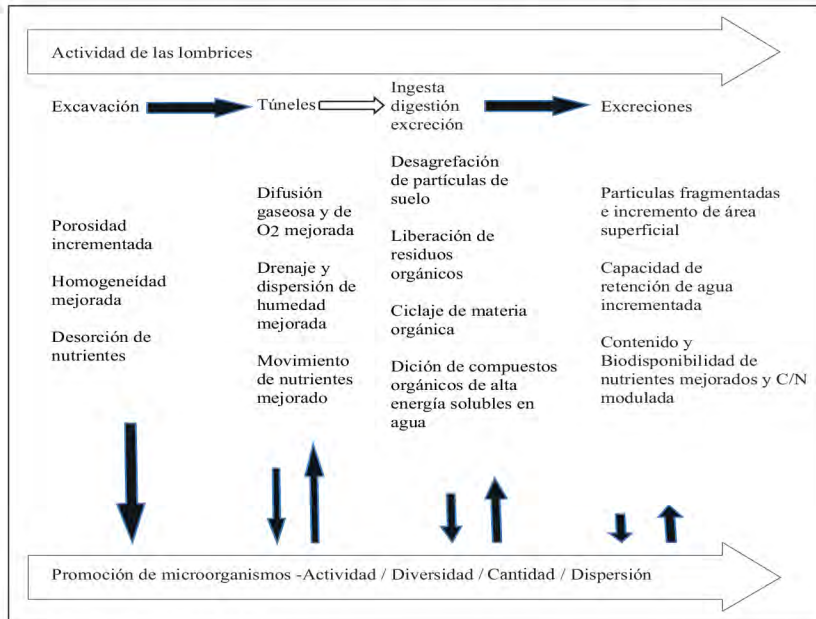 Actividad de las lombrices
Excavación
Túneles
Ingesta
digestión
excreción
Excreciones
Porosidad
incrementada
Homogeneídad
mejorada
Desorción de
nutrientes
Difusión
gaseosa y de
O2 mejorada
Drenaje y
dispersión de
humedad
mejorada
Movimiento
de nutrientes
mejorado
Desagrefación
de partículas de
suelo
Liberación de
residuos
orgánicos
Ciclaje de materia
orgánica
Dición de compuestos
orgánicos de alta
energía solubles en
agua
Particulas fragmentadas
e incremento de área
superficial
Capacidad de
retención de agua
incrementada
Contenido y
Biodisponibilidad de
nutrientes mejorados y C/N
modulada
Promoción de microorganismos -Actividad / Diversidad / Cantidad / Dispersión